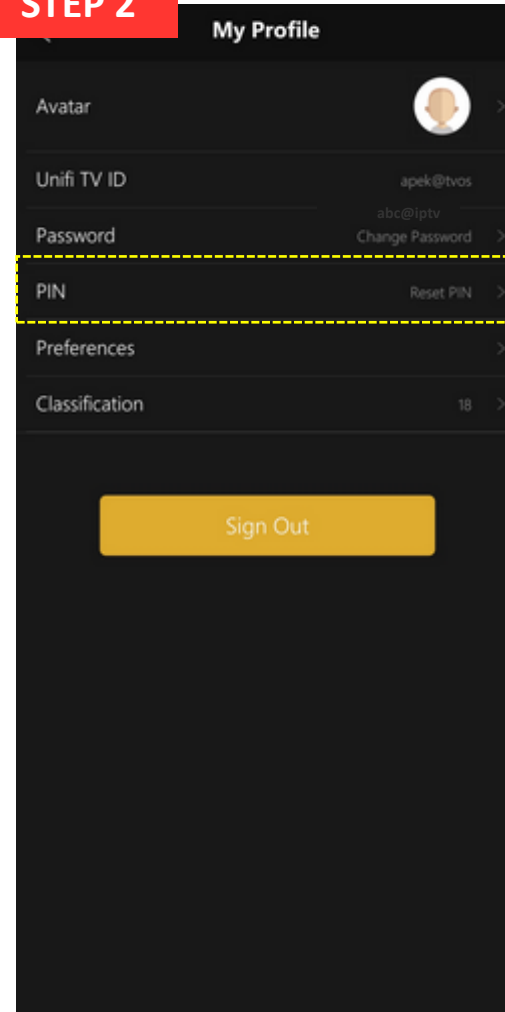 STEP 2
My Profile
Avatar
Unifi TV ID
apek@tvos
abc@iptv
Password
Change Password
PIN
Reset PIN
Preferences
Classification
18
Sign Out